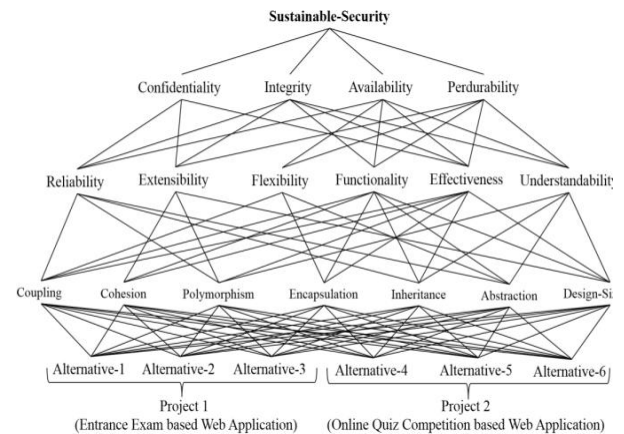 Sustainable-Security
Confidentiality Integrity Availability Perdurability
Reliability Extensibility Flexibility Functionality Effectiveness Understandability
Coupling Cohesion Polymorphism Encapsulation Inheritance Abstraction Design-Si
Alternative-1 Alternative-2 Alternative-3 Alternative-4 Alternative-5 Alternative-6
Project 1 Project 2
(Entrance Exam based Web Application) (Online Quiz Competition based Web Application)